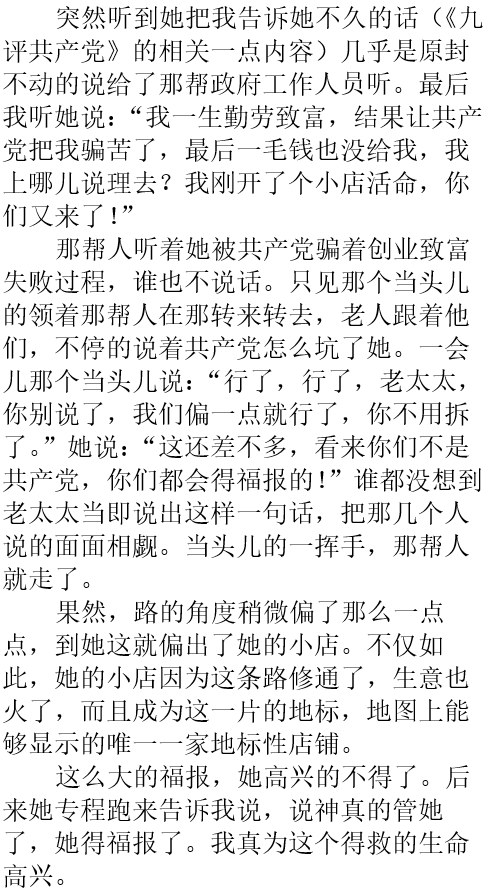 突然听到她把我告诉她不久的话（《九
评共产党》的相关一点内容）几乎是原封
不动的说给了那帮政府工作人员听。最后
我听她说：“我一生勤劳致富，结果让共产
党把我骗苦了，最后一毛钱也没给我，我
上哪儿说理去？我刚开了个小店活命，你
们又来了！”
那帮人听着她被共产党骗着创业致富
失败过程，谁也不说话。只见那个当头儿
的领着那帮人在那转来转去，老人跟着他
们，不停的说着共产党怎么坑了她。一会
儿那个当头儿说：“行了，行了，老太太，
你别说了，我们偏一点就行了，你不用拆
了。”她说：“这还差不多，看来你们不是
共产党，你们都会得福报的！”谁都没想到
老太太当即说出这样一句话，把那几个人
说的面面相觑。当头儿的一挥手，那帮人
就走了。
果然，路的角度稍微偏了那么一点
点，到她这就偏出了她的小店。不仅如
此，她的小店因为这条路修通了，生意也
火了，而且成为这一片的地标，地图上能
够显示的唯一一家地标性店铺。
这么大的福报，她高兴的不得了。后
来她专程跑来告诉我说，说神真的管她
了，她得福报了。我真为这个得救的生命
高兴。